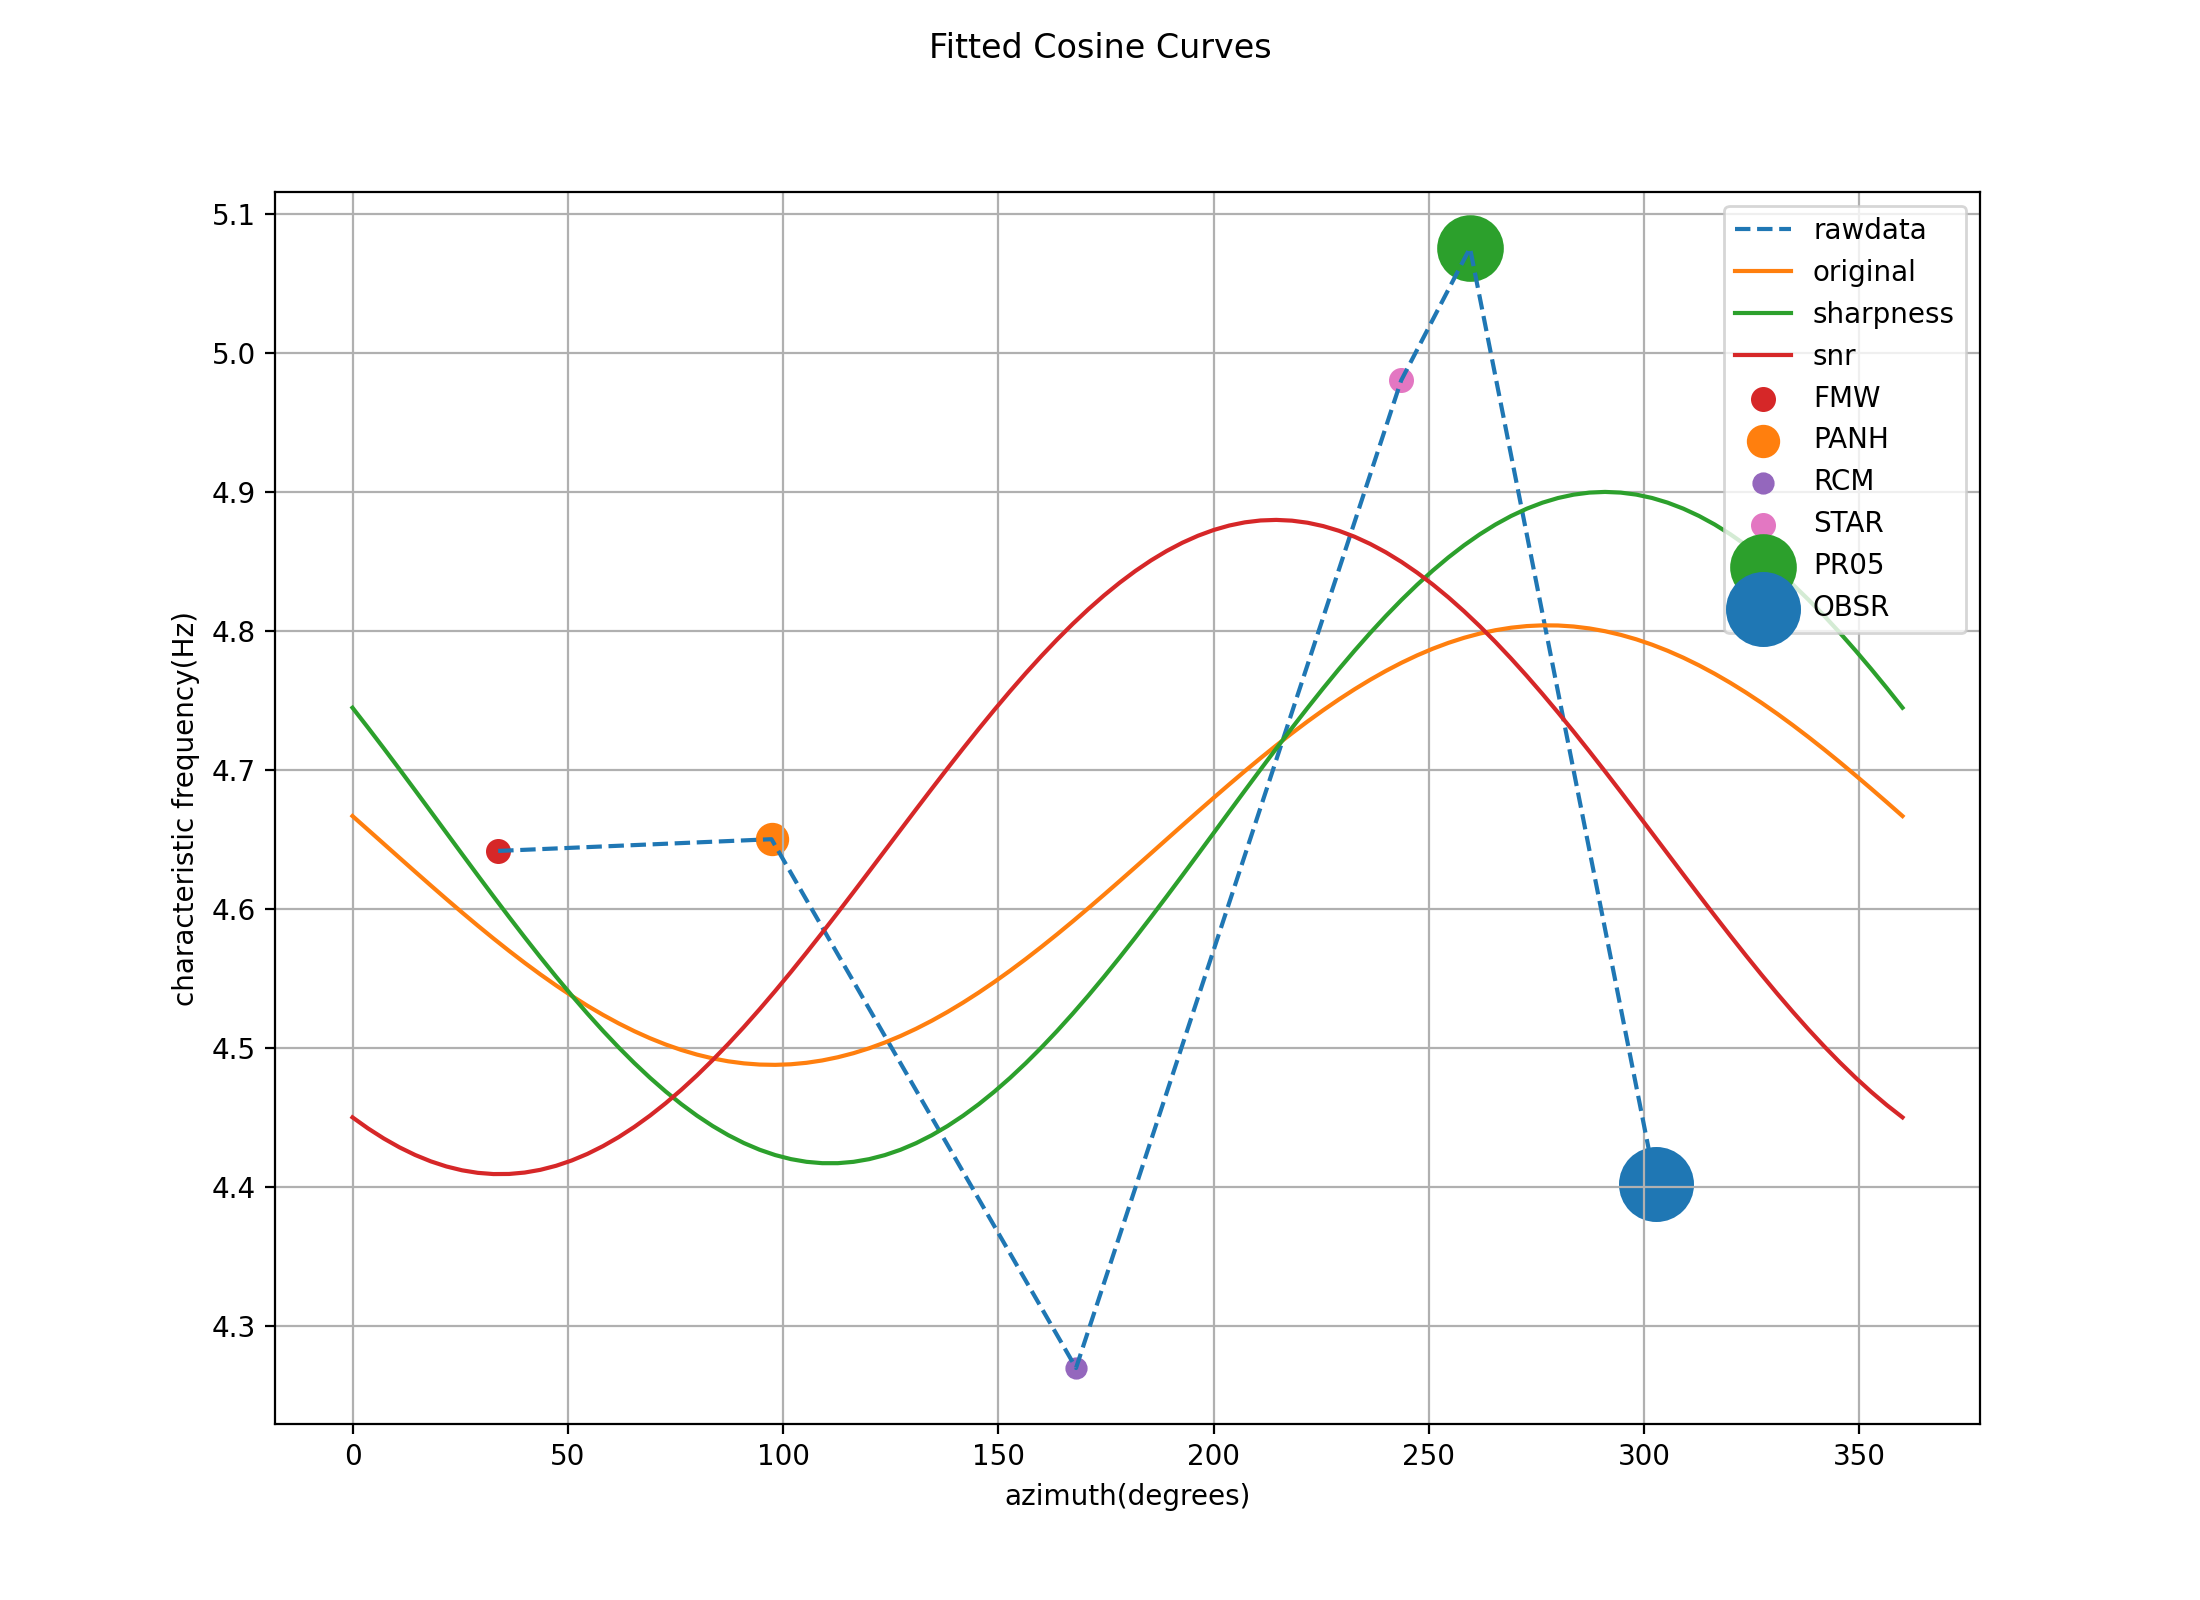 Fitted Cosine Curves
5.1
5.0
4.9
4.8
4.7
4.6
4.5
4.4
4.3
characteristic frequency(Hz)
rawdata
original
sharpness
snr
FMW
PANH
RCM
STAR
PR05
OBSR
0 50 100 150 200 250 300 350
azimuth(degrees)